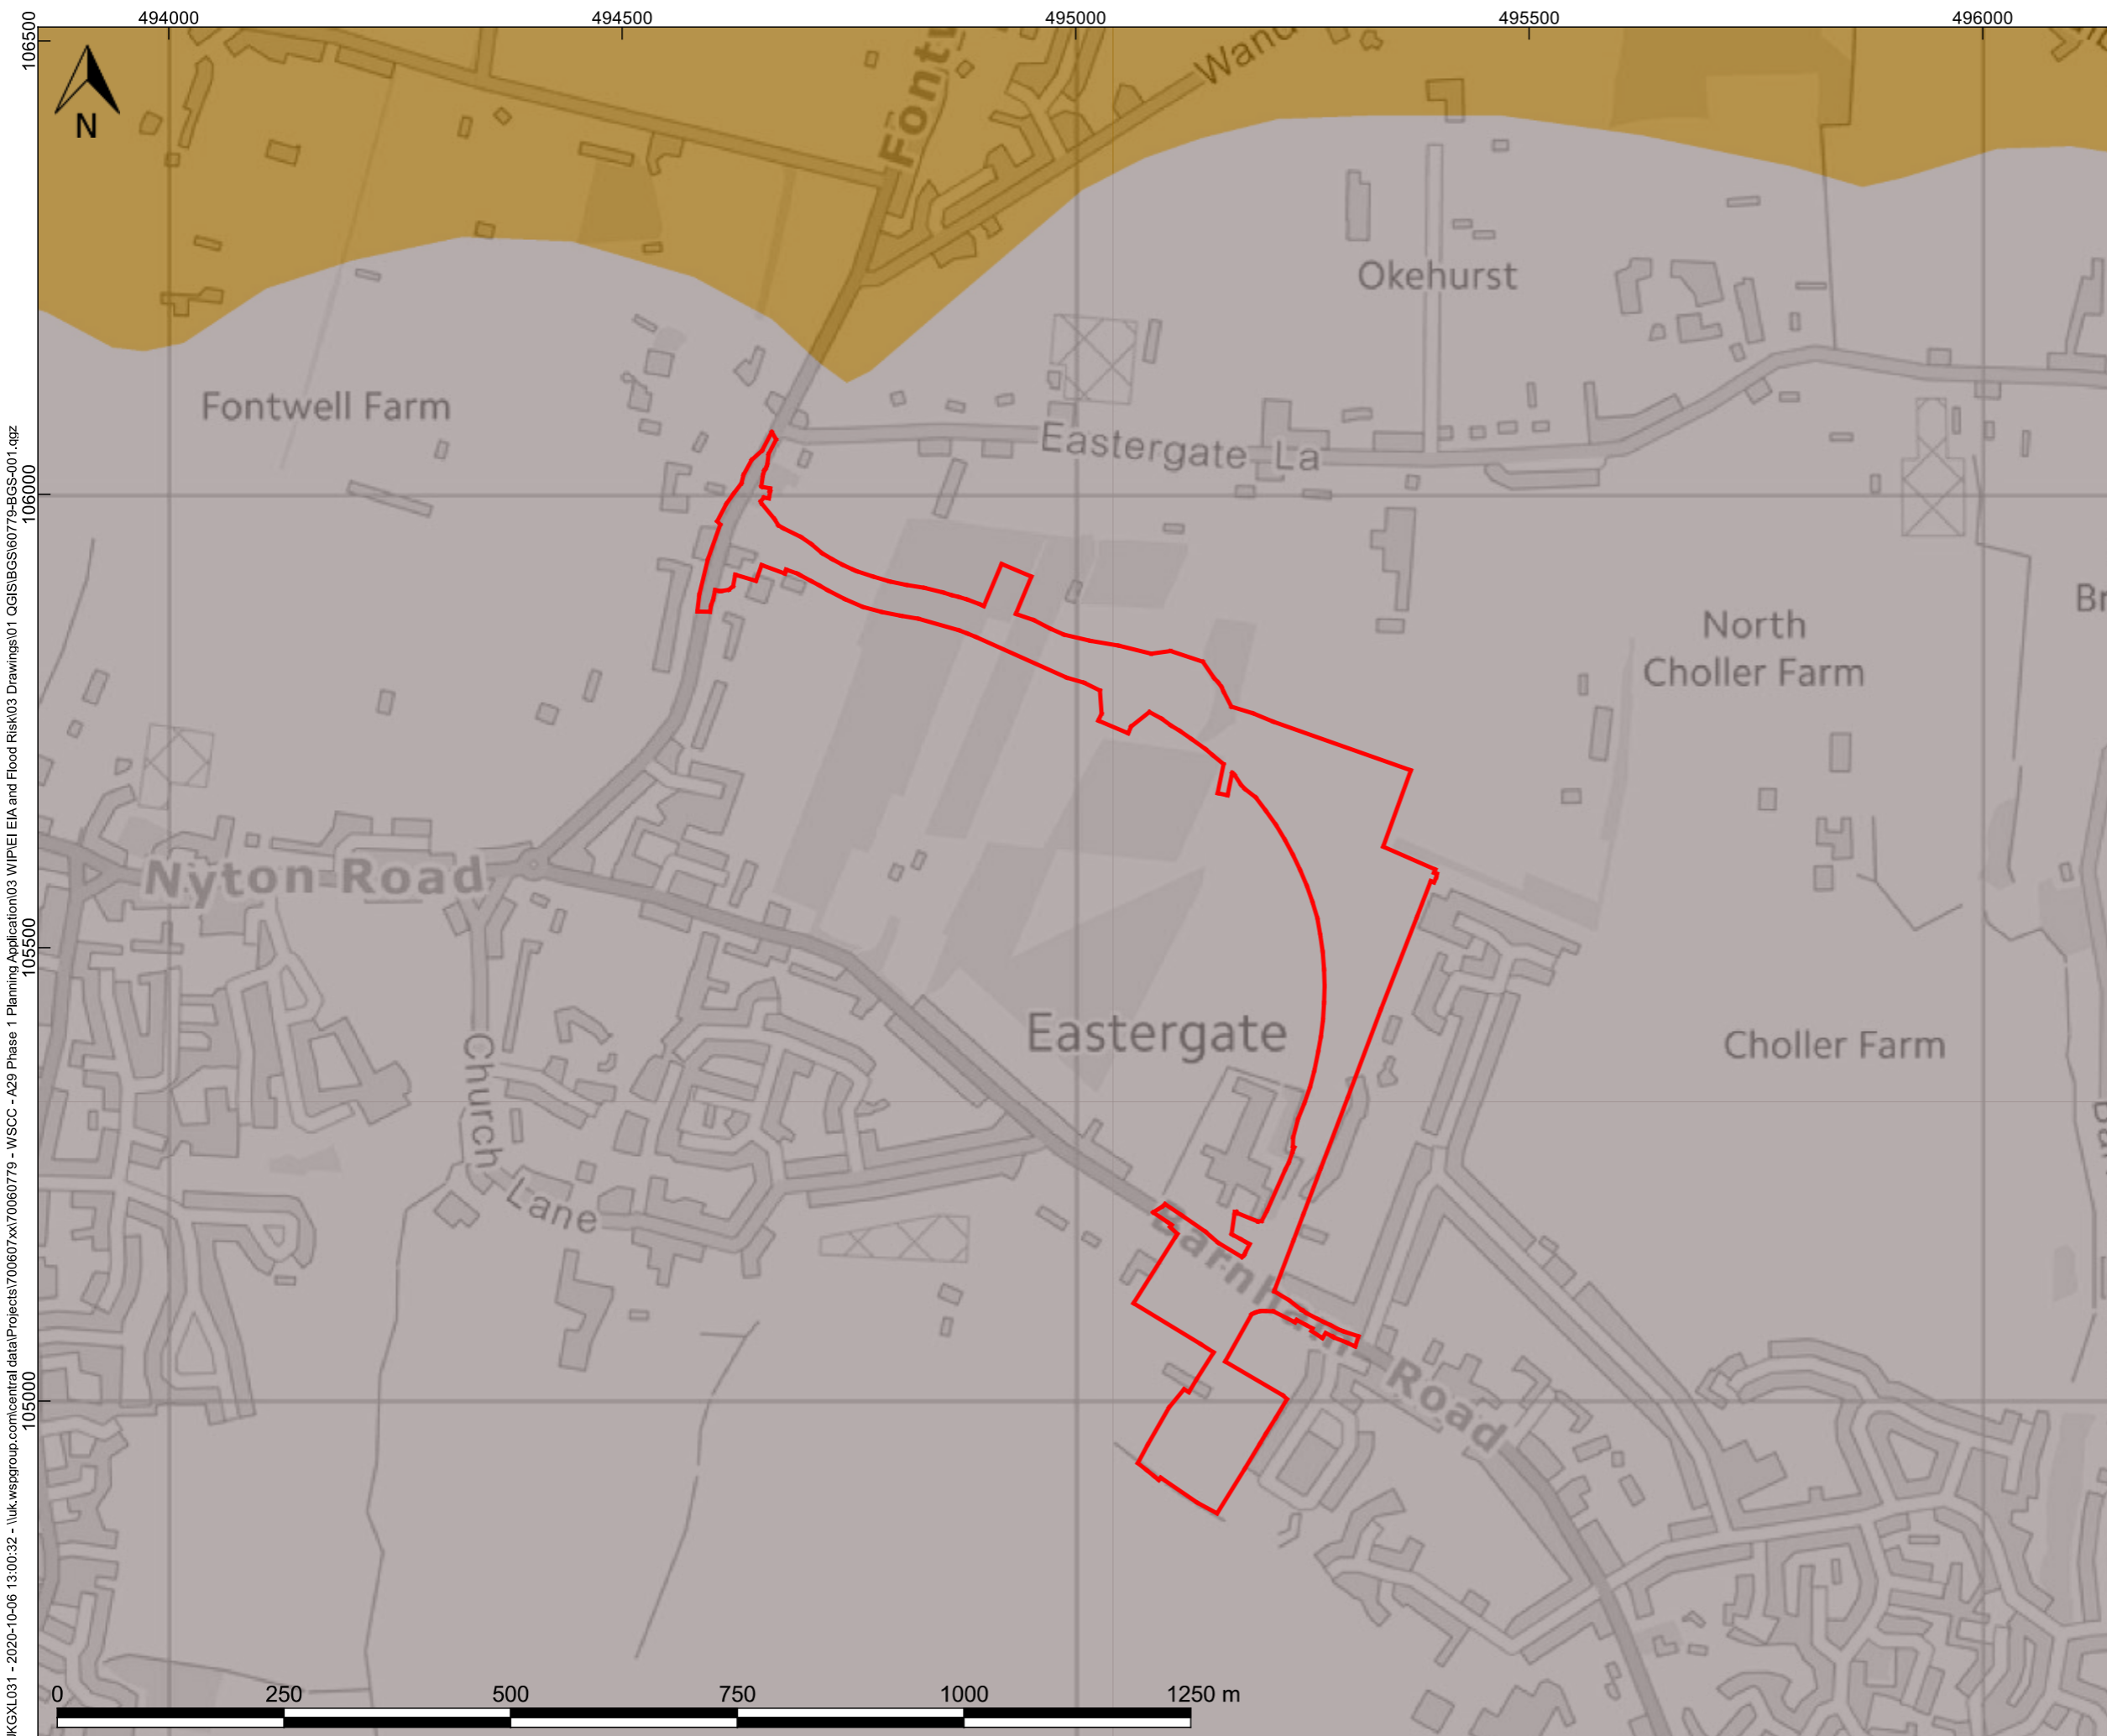 494000
494500
495000
495500
496000
106500
106000
105500
105000
N
Wand
Fontw
Okehurst
Fontwell Farm
Eastergate La
North
Choller Farm
Br
Nyton Road
Eastergate
Choller Farm
Church
Lane
Barnham Road
0
250
500
750
1000
1250 m
KGXL031 - 2020-10-06 13:00:32 - \\uk.wspgroup.com\central data\Projects\700607xx\70060779 - WSCC - A29 Phase 1 Planning Application\03 WIP\EI EIA and Flood Risk\03 Drawings\01 QGIS\BGS\60779-BGS-001.qgz